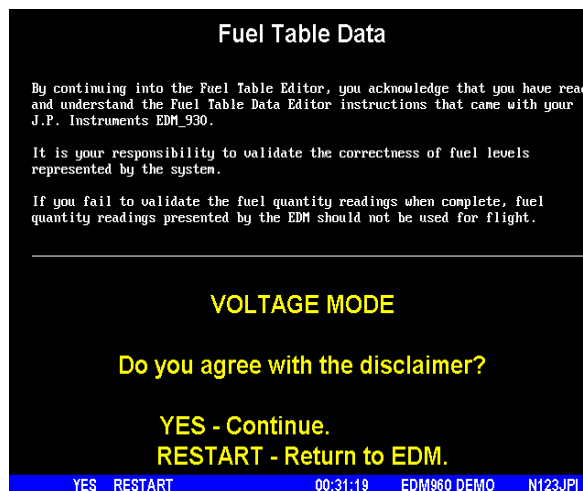 Fuel Table Data
By continuing into the Fuel Table Editor, you acknowledge that you have read
and understand the Fuel Table Data Editor instructions that came with your
J.P. Instruments EDM_930.
It is your responsibility to validate the correctness of fuel levels
represented by the system.
If you fail to validate the fuel quantity readings when complete, fuel
quantity readings presented by the EDM should not be used for flight.
VOLTAGE MODE
Do you agree with the disclaimer?
YES - Continue.
RESTART - Return to EDM.
YES RESTART 00:31:19 EDM960 DEMO N123JPI